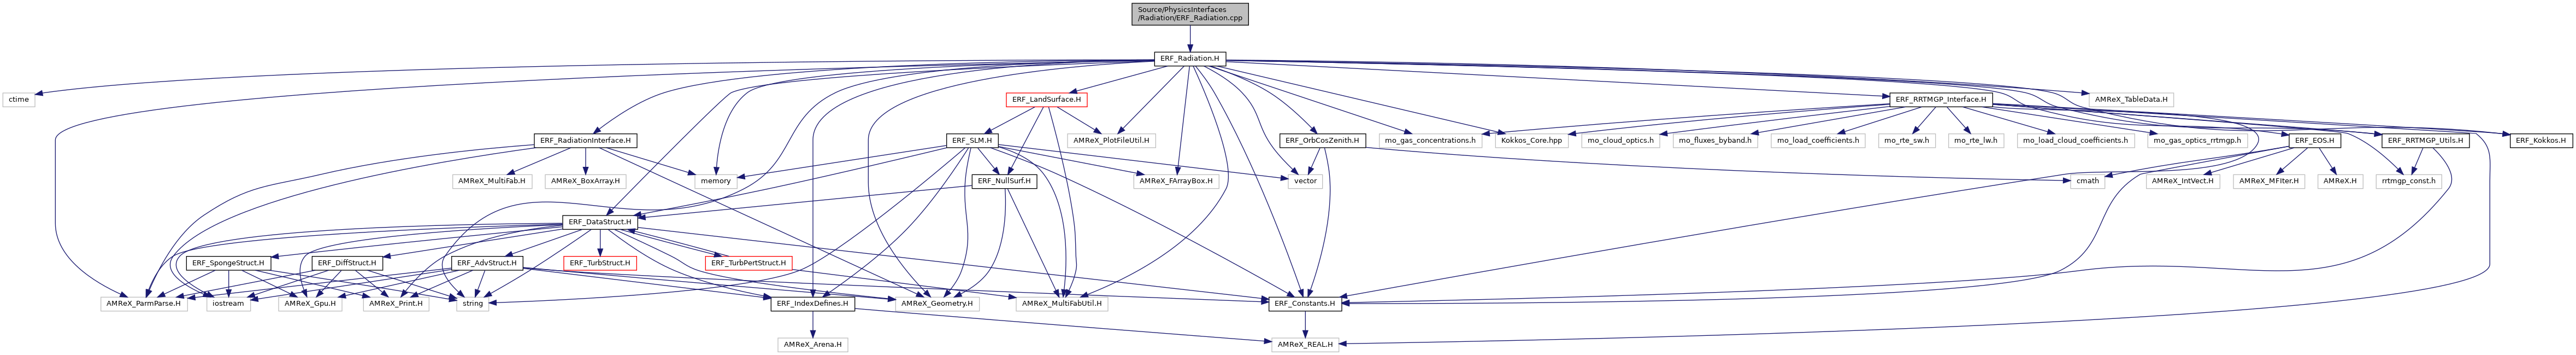 Source/PhysicsInterfaces
/Radiation/ERF_Radiation.cpp
ERF_Radiation.H
ctime
ERF_LandSurface.H
ERF_RRTMGP_Interface.H
AMReX_TableData.H
ERF_RadiationInterface.H
ERF_SLM.H
AMReX_PlotFileUtil.H
ERF_OrbCosZenith.H
mo_gas_concentrations.h
Kokkos_Core.hpp
mo_cloud_optics.h
mo_fluxes_byband.h
mo_load_coefficients.h
mo_rte_sw.h
mo_rte_lw.h
mo_load_cloud_coefficients.h
mo_gas_optics_rrtmgp.h
ERF_EOS.H
ERF_RRTMGP_Utils.H
ERF_Kokkos.H
AMReX_MultiFab.H
AMReX_BoxArray.H
memory
ERF_NullSurf.H
AMReX_FArrayBox.H
vector
cmath
AMReX_IntVect.H
AMReX_MFIter.H
AMReX.H
rrtmgp_const.h
ERF_DataStruct.H
ERF_SpongeStruct.H
ERF_DiffStruct.H
ERF_AdvStruct.H
ERF_TurbStruct.H
ERF_TurbPertStruct.H
AMReX_ParmParse.H
iostream
AMReX_Gpu.H
AMReX_Print.H
string
ERF_IndexDefines.H
AMReX_Geometry.H
AMReX_MultiFabUtil.H
ERF_Constants.H
AMReX_Arena.H
AMReX_REAL.H